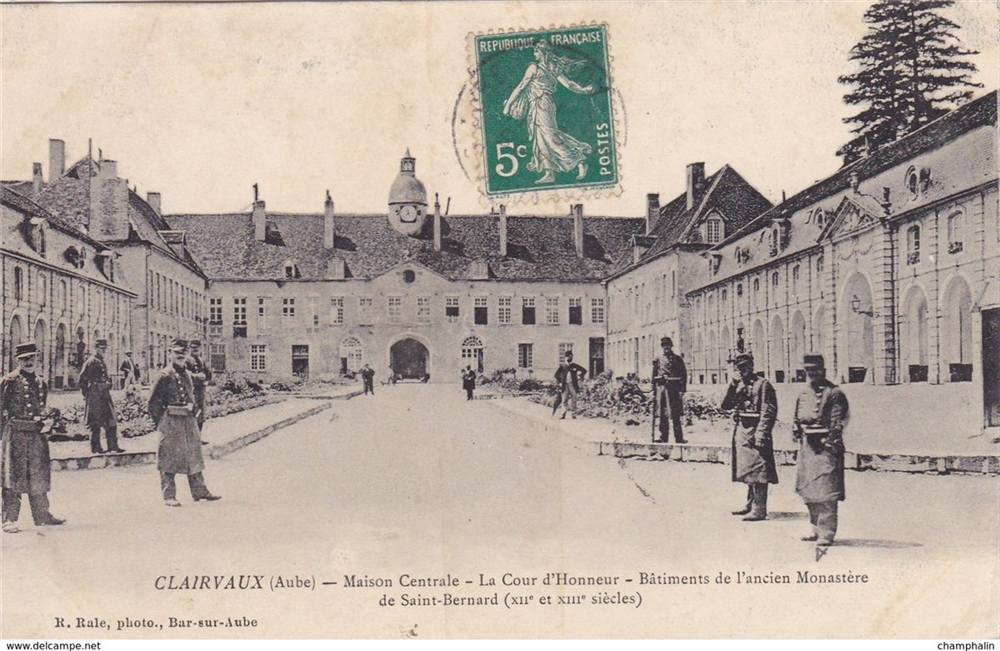 REPUBLIQUE FRANÇAISE
5c
POSTES
CLAIRVAUX (Aube) — Maison Centrale - La Cour d'Honneur - Bâtiments de l'ancien Monastère
de Saint-Bernard (XIIe et XIIIe siècles)
R. Rale, photo., Bar-sur-Aube
http://www.delcampe.net
champhalin